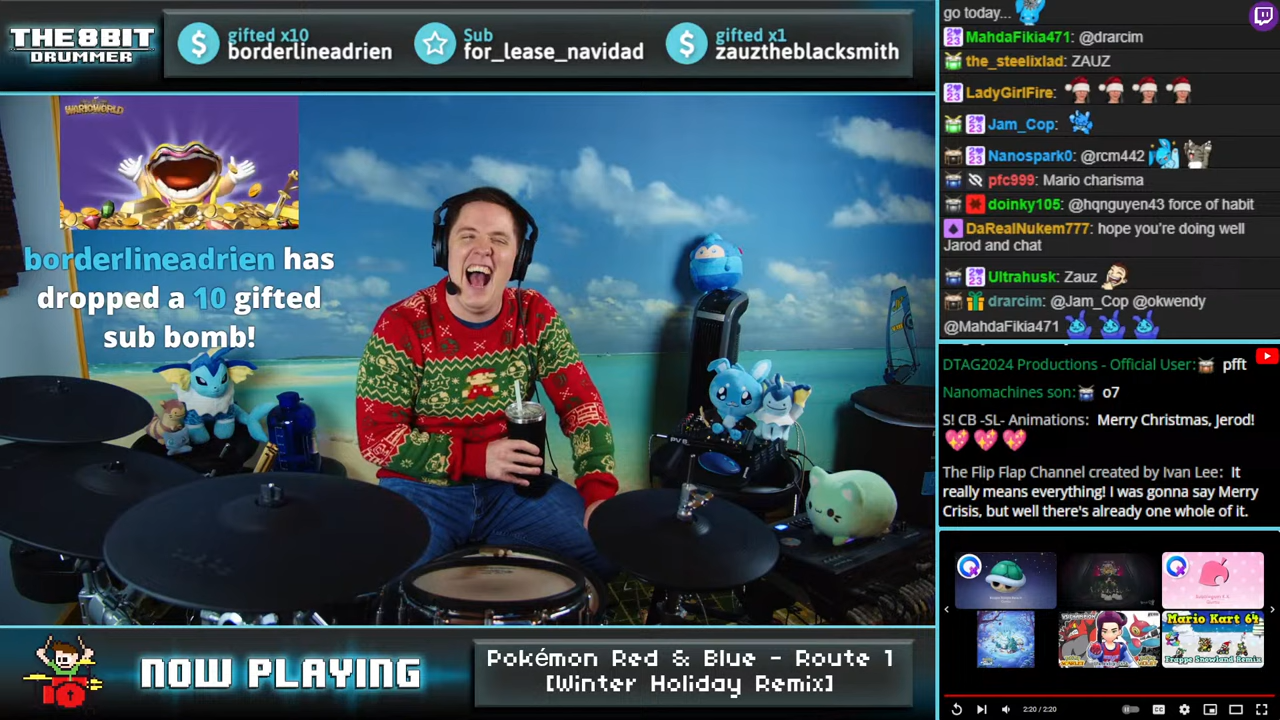 THE8BIT
DRUMMER
gifted x10
borderlineadrien
Sub
for_lease_navidad
gifted x1
zauztheblacksmith
WARIOWORLD
borderlineadrien has
dropped a 10 gifted
sub bomb!
NOW PLAYING
Pokémon Red & Blue - Route 1
[Winter Holiday Remix]
go today...
MahdaFikia471: @drarcim
the_steelixlad: ZAUZ
LadyGirlFire:
Jam_Cop:
Nanospark0: @rcm442
pfc999: Mario charisma
doinky105: @hqnguyen43 force of habit
DaRealNukem777: hope you're doing well
Jarod and chat
Ultrahusk: Zauz
drarcim: @Jam_Cop @okwendy
@MahdaFikia471
DTAG2024 Productions - Official User: pfft
Nanomachines son: o7
S! CB -SL- Animations: Merry Christmas, Jerod!
The Flip Flap Channel created by Ivan Lee: It
really means everything! I was gonna say Merry
Crisis, but well there's already one whole of it.
Mario Kart 64
Frappe Snowland Remix
2:20 / 2:20